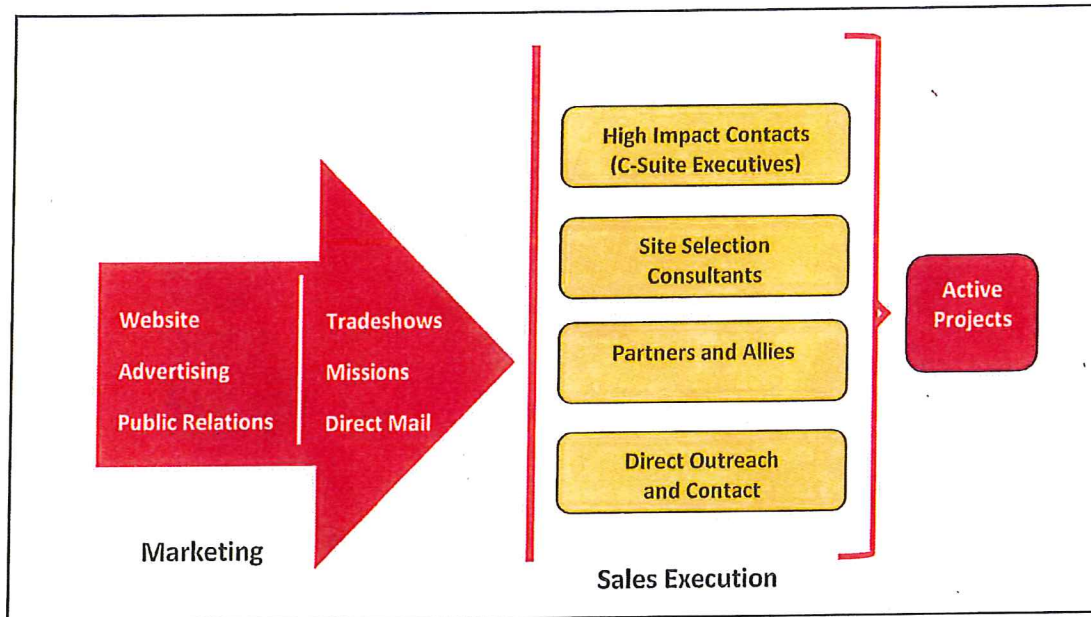 Website
Advertising
Public Relations
Tradeshows
Missions
Direct Mail
Marketing
High Impact Contacts
(C-Suite Executives)
Site Selection
Consultants
Partners and Allies
Direct Outreach
and Contact
Sales Execution
Active
Projects